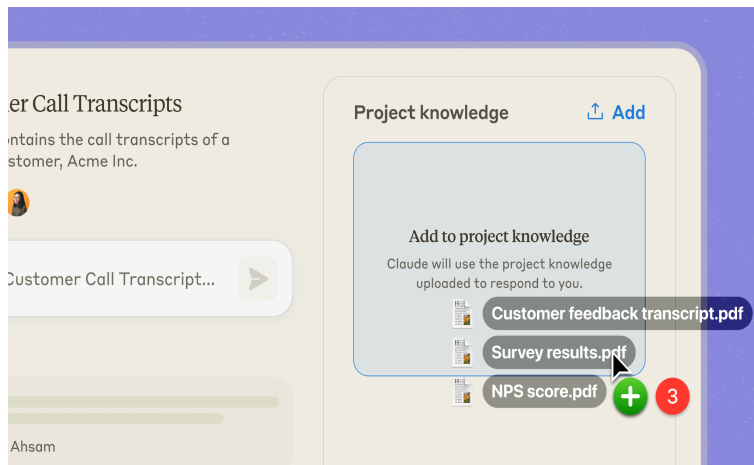 er Call Transcripts
ontains the call transcripts of a
stomer, Acme Inc.
Customer Call Transcript...
Ahsam
Project knowledge
Add
Add to project knowledge
Claude will use the project knowledge
uploaded to respond to you.
Customer feedback transcript.pdf
Survey results.pdf
NPS score.pdf
3